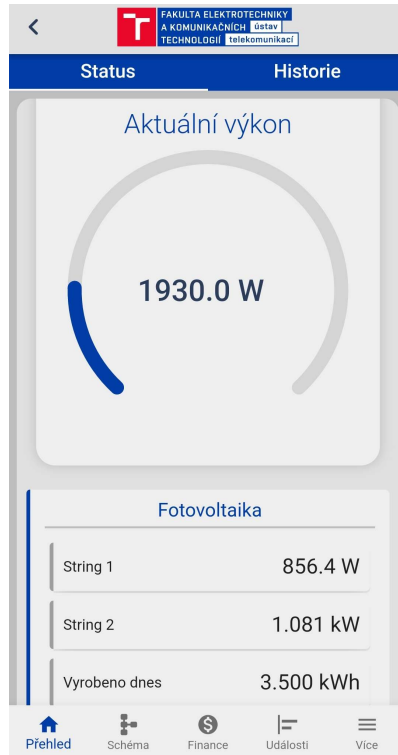 FAKULTA ELEKTROTECHNIKY
A KOMUNIKAČNÍCH ústav
TECHNOLOGIÍ telekomunikací
Status Historie
Aktuální výkon
1930.0 W
Fotovoltaika
String 1 856.4 W
String 2 1.081 kW
Vyrobeno dnes 3.500 kWh
Přehled Schéma Finance Události Více